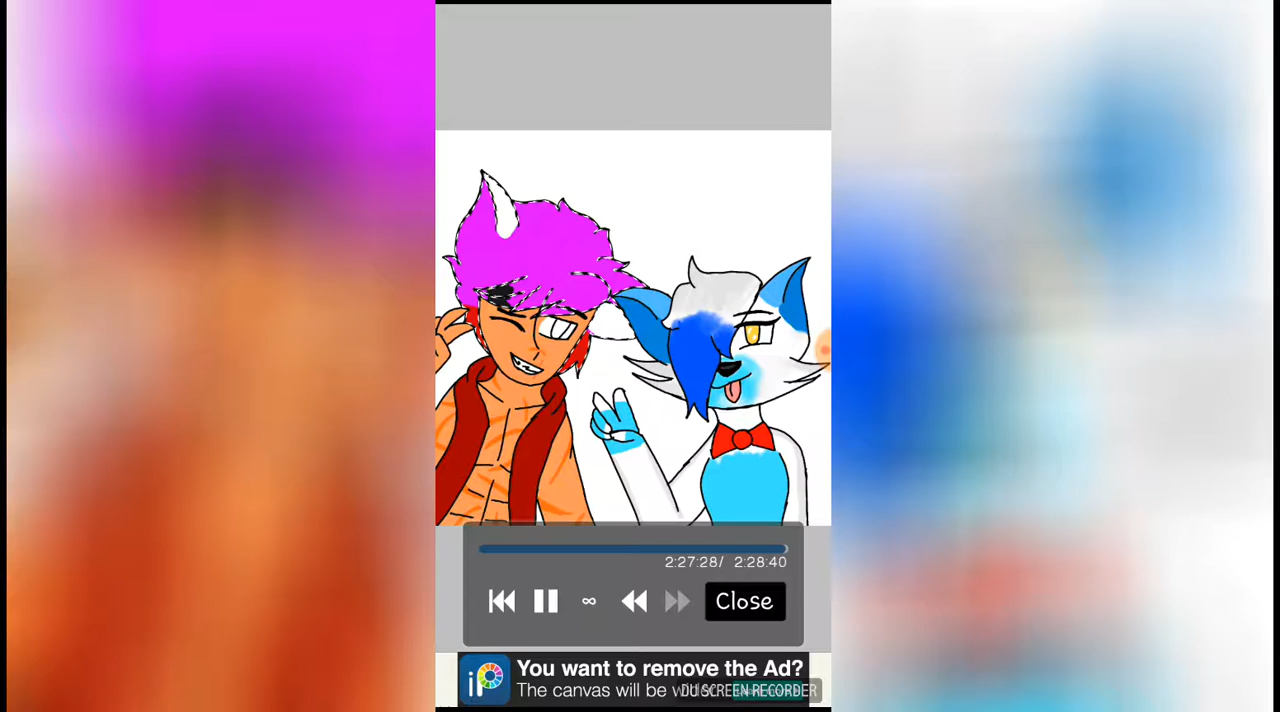 2:27:28/ 2:28:40
Close
iP
You want to remove the Ad?
The canvas will be
DU SCREEN RECORDER